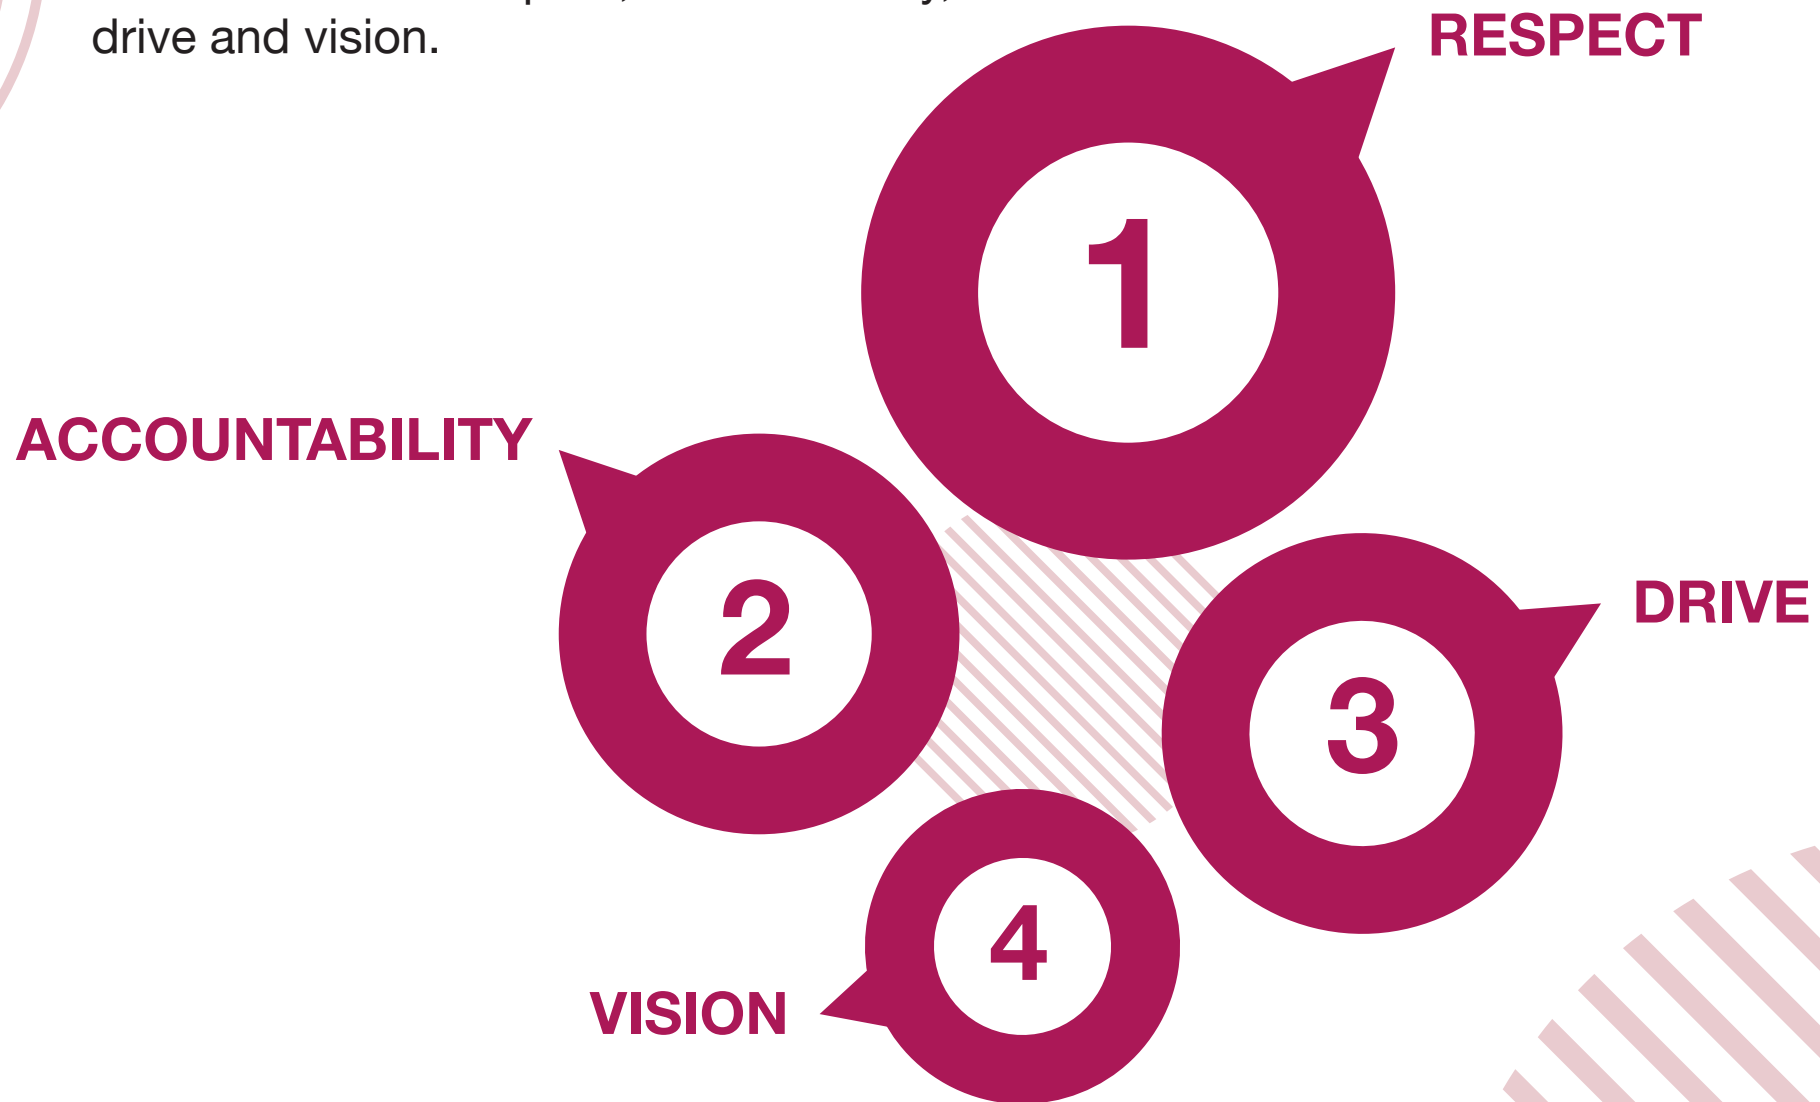 drive and vision.
RESPECT
1
ACCOUNTABILITY
2
DRIVE
3
4
VISION